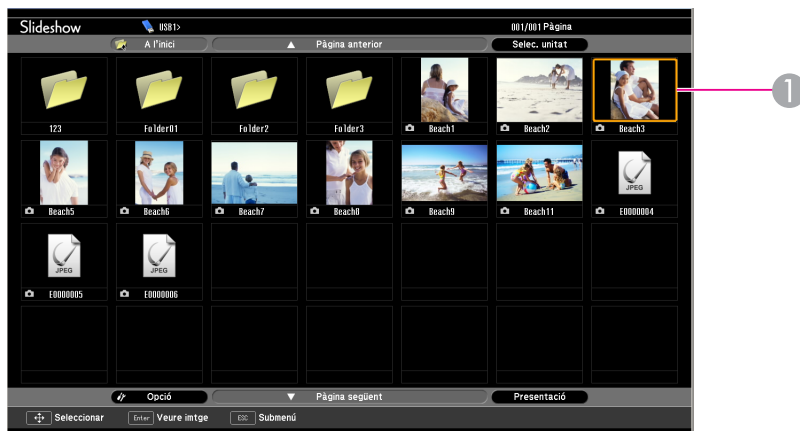 Slideshow USB1> 001/001 Pàgina
A l'inici Pàgina anterior Selec. unitat
123 Folder01 Folder2 Folder3 Beach1 Beach2 Beach3
1
Beach5 Beach6 Beach7 Beach8 Beach9 Beach11 E0000004
JPEG
JPEG JPEG
E0000005 E0000006
Opció Pàgina següent Presentació
Seleccionar Enter Veure imtge ESC Submenú